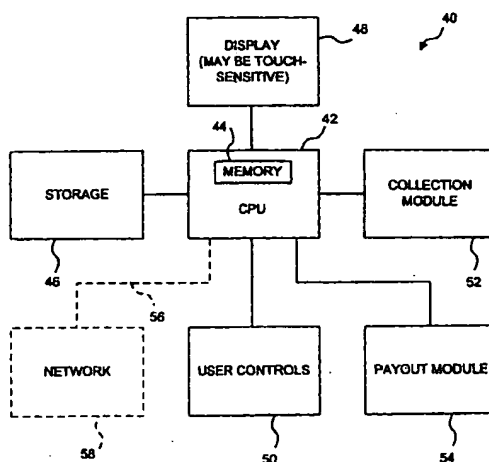 DISPLAY
(MAY BE TOUCH-
SENSITIVE)
48
40
44
42
MEMORY
CPU
STORAGE
COLLECTION
MODULE
46
52
56
NETWORK
USER CONTROLS
PAYOUT MODULE
58
50
54